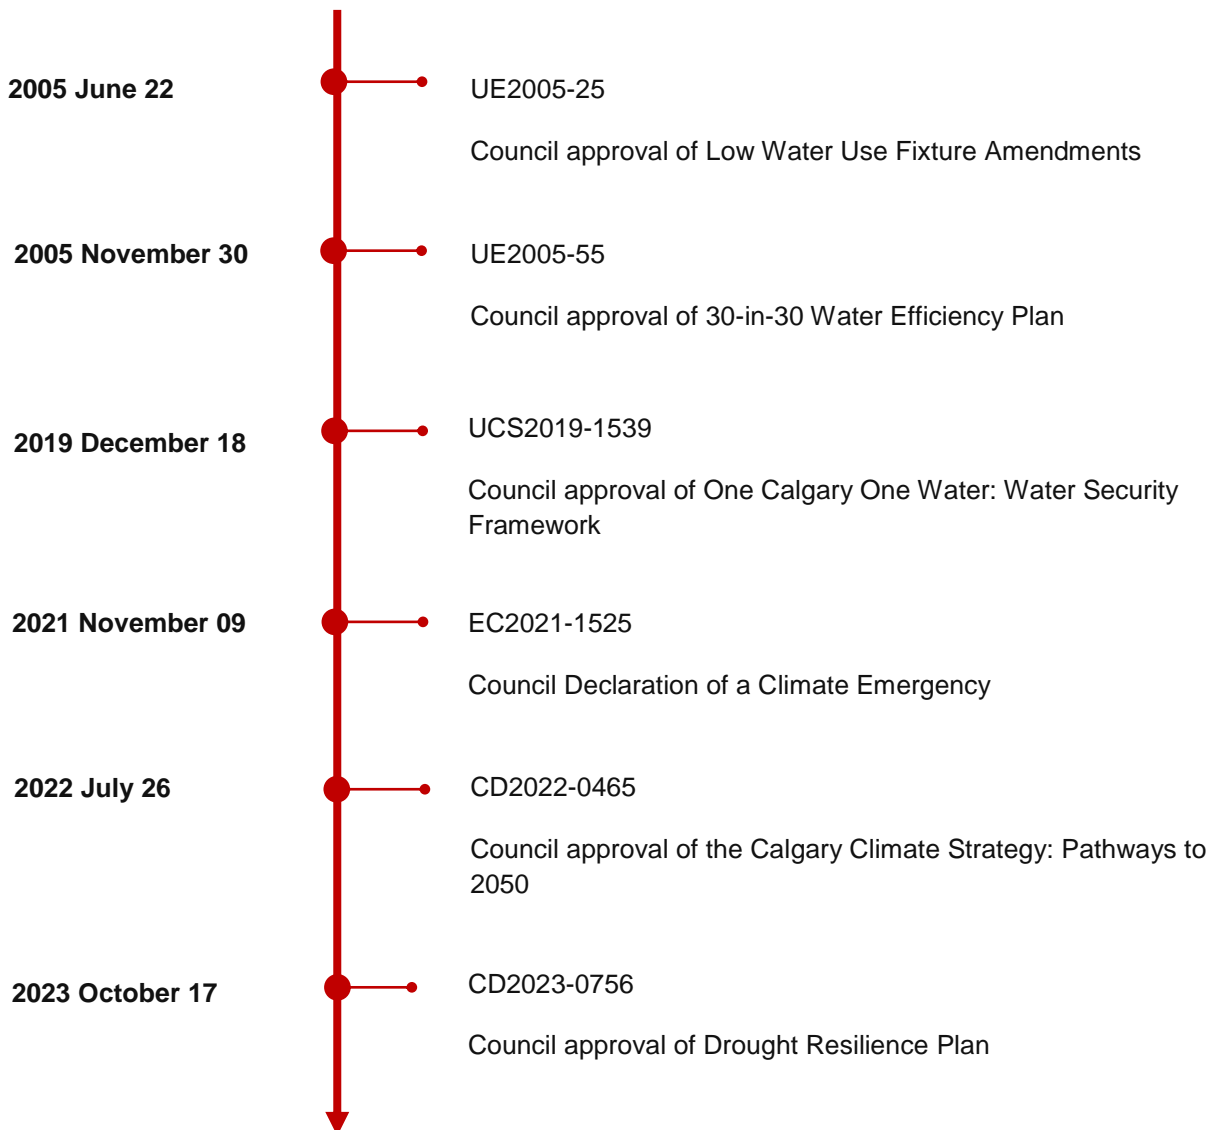 2005 June 22
UE2005-25
Council approval of Low Water Use Fixture Amendments
2005 November 30
UE2005-55
Council approval of 30-in-30 Water Efficiency Plan
2019 December 18
UCS2019-1539
Council approval of One Calgary One Water: Water Security
Framework
2021 November 09
EC2021-1525
Council Declaration of a Climate Emergency
2022 July 26
CD2022-0465
Council approval of the Calgary Climate Strategy: Pathways to
2050
2023 October 17
CD2023-0756
Council approval of Drought Resilience Plan